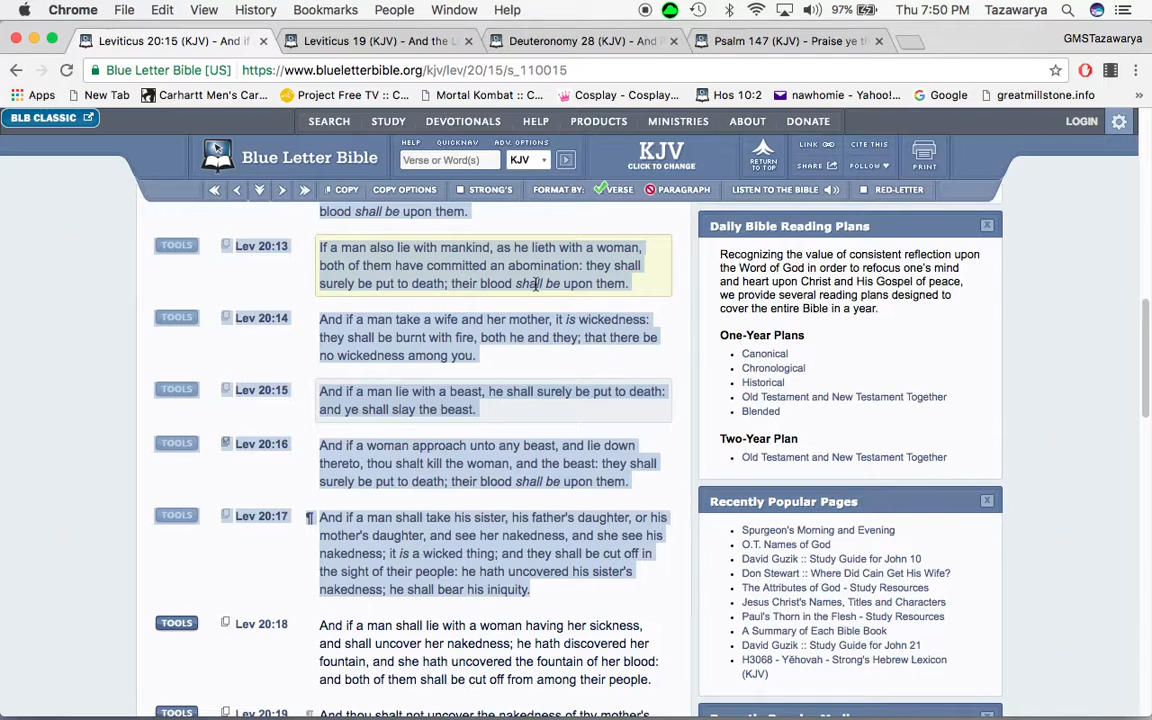 Chrome File Edit View History Bookmarks People Window Help 97% Thu 7:50 PM Tazawarya
Leviticus 20:15 (KJV) - And if Leviticus 19 (KJV) - And the L Deuteronomy 28 (KJV) - And Psalm 147 (KJV) - Praise ye th GMSTazawarya
Blue Letter Bible [US] https://www.blueletterbible.org/kjv/lev/20/15/s_110015
Apps New Tab Carhartt Men's Car... Project Free TV :: C... Mortal Kombat :: C... Cosplay - Cosplay... Hos 10:2 nawhomie - Yahoo!... Google greatmillstone.info »
BLB CLASSIC SEARCH STUDY DEVOTIONALS HELP PRODUCTS MINISTRIES ABOUT DONATE LOGIN
Blue Letter Bible
HELP QUICKNAV ADV. OPTIONS
Verse or Word(s) KJV
KJV
CLICK TO CHANGE
RETURN
TO TOP
LINK CITE THIS
SHARE FOLLOW PRINT
COPY COPY OPTIONS STRONG'S FORMAT BY: VERSE PARAGRAPH LISTEN TO THE BIBLE RED-LETTER
blood shall be upon them.
TOOLS Lev 20:13 If a man also lie with mankind, as he lieth with a woman,
both of them have committed an abomination: they shall
surely be put to death; their blood shall be upon them.
TOOLS Lev 20:14 And if a man take a wife and her mother, it is wickedness:
they shall be burnt with fire, both he and they; that there be
no wickedness among you.
TOOLS Lev 20:15 And if a man lie with a beast, he shall surely be put to death:
and ye shall slay the beast.
TOOLS Lev 20:16 And if a woman approach unto any beast, and lie down
thereto, thou shalt kill the woman, and the beast: they shall
surely be put to death; their blood shall be upon them.
TOOLS Lev 20:17 ¶ And if a man shall take his sister, his father's daughter, or his
mother's daughter, and see her nakedness, and she see his
nakedness; it is a wicked thing; and they shall be cut off in
the sight of their people: he hath uncovered his sister's
nakedness; he shall bear his iniquity.
TOOLS Lev 20:18 And if a man shall lie with a woman having her sickness,
and shall uncover her nakedness; he hath discovered her
fountain, and she hath uncovered the fountain of her blood:
and both of them shall be cut off from among their people.
TOOLS Lev 20:19 ¶ And thou shalt not uncover the nakedness of thy mother's
Daily Bible Reading Plans
Recognizing the value of consistent reflection upon
the Word of God in order to refocus one's mind
and heart upon Christ and His Gospel of peace,
we provide several reading plans designed to
cover the entire Bible in a year.
One-Year Plans
• Canonical
• Chronological
• Historical
• Old Testament and New Testament Together
• Blended
Two-Year Plan
• Old Testament and New Testament Together
Recently Popular Pages
• Spurgeon's Morning and Evening
• O.T. Names of God
• David Guzik :: Study Guide for John 10
• Don Stewart :: Where Did Cain Get His Wife?
• The Attributes of God - Study Resources
• Jesus Christ's Names, Titles and Characters
• Paul's Thorn in the Flesh - Study Resources
• A Summary of Each Bible Book
• David Guzik :: Study Guide for John 21
• H3068 - Yĕhovah - Strong's Hebrew Lexicon
(KJV)